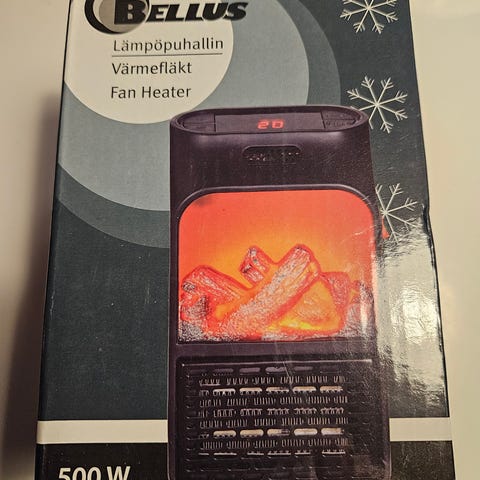 BELLUS
Lämpöpuhallin
Värmefläkt
Fan Heater
20
500 W